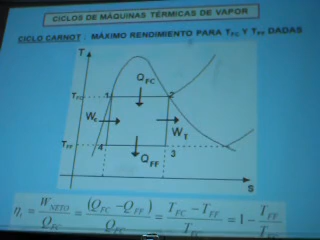 CICLOS DE MÁQUINAS TÉRMICAS DE VAPOR
CICLO CARNOT : MÁXIMO RENDIMIENTO PARA T_FC Y T_FF DADAS
T
Q_FC
T_FC 1 2
W_T
T_FF 4 3
Q_FF
S
η_t = W_NETO / Q_FC = (Q_FC − Q_FF) / Q_FC = (T_FC − T_FF) / T_FC = 1 − T_FF / T_FC